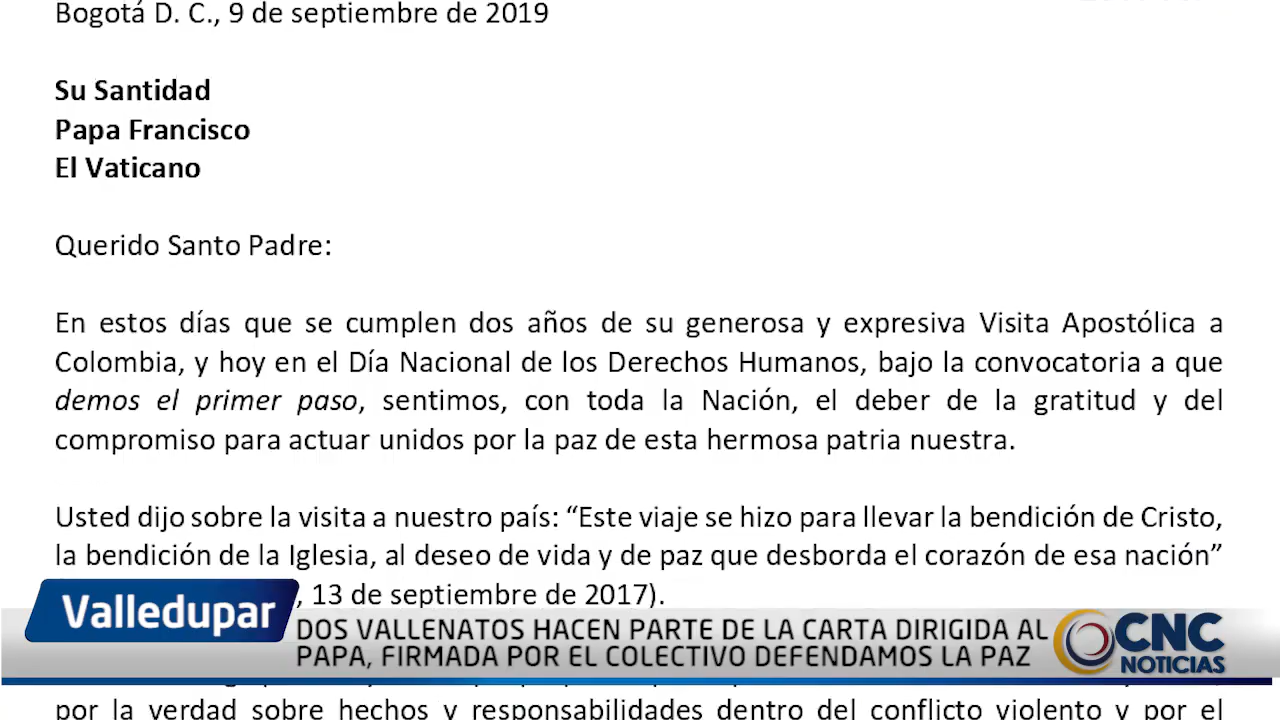 Bogotá D. C., 9 de septiembre de 2019
Su Santidad
Papa Francisco
El Vaticano
Querido Santo Padre:
En estos días que se cumplen dos años de su generosa y expresiva Visita Apostólica a
Colombia, y hoy en el Día Nacional de los Derechos Humanos, bajo la convocatoria a que
demos el primer paso, sentimos, con toda la Nación, el deber de la gratitud y del
compromiso para actuar unidos por la paz de esta hermosa patria nuestra.
Usted dijo sobre la visita a nuestro país: “Este viaje se hizo para llevar la bendición de Cristo,
la bendición de la Iglesia, al deseo de vida y de paz que desborda el corazón de esa nación”
, 13 de septiembre de 2017).
Valledupar
DOS VALLENATOS HACEN PARTE DE LA CARTA DIRIGIDA AL
PAPA, FIRMADA POR EL COLECTIVO DEFENDAMOS LA PAZ
CNC
NOTICIAS
por la verdad sobre hechos y responsabilidades dentro del conflicto violento y por el